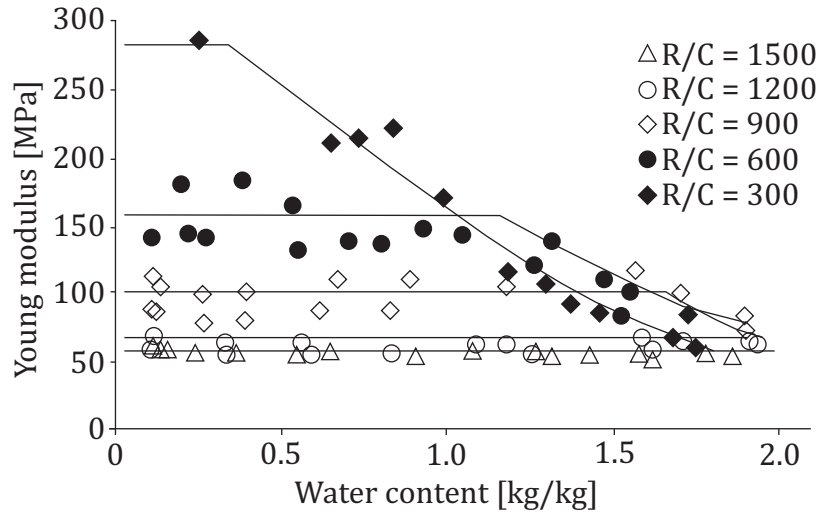 300
250
200
150
100
50
0
Young modulus [MPa]
R/C = 1500
R/C = 1200
R/C = 900
R/C = 600
R/C = 300
0 0.5 1.0 1.5 2.0
Water content [kg/kg]